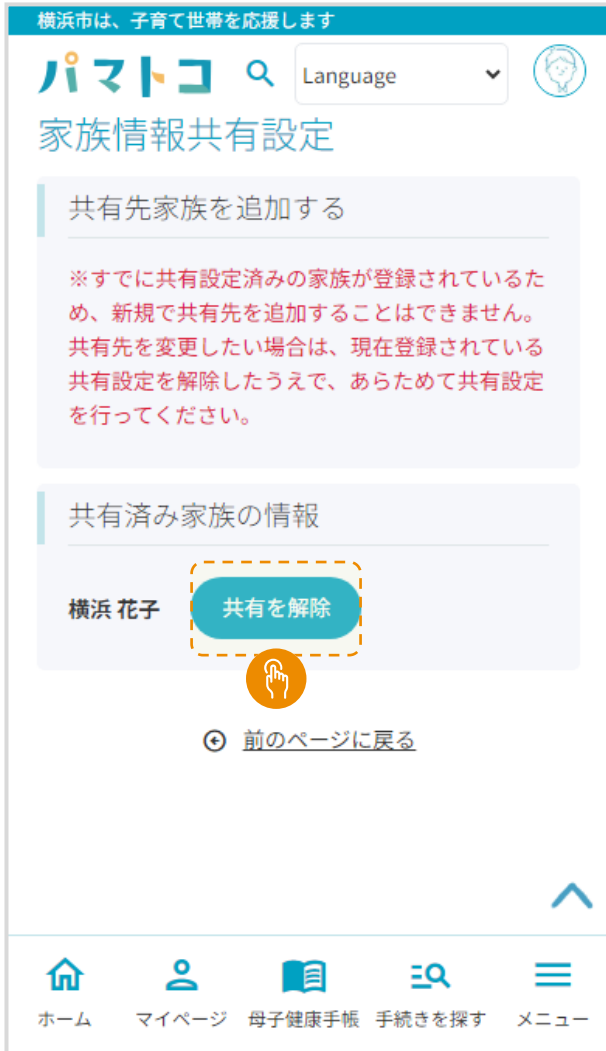 横浜市は、子育て世帯を応援します
パマトコ
Language
家族情報共有設定
共有先家族を追加する
※すでに共有設定済みの家族が登録されているた
め、新規で共有先を追加することはできません。
共有先を変更したい場合は、現在登録されている
共有設定を解除したうえで、あらためて共有設定
を行ってください。
共有済み家族の情報
横浜 花子
共有を解除
前のページに戻る
ホーム
マイページ
母子健康手帳
手続きを探す
メニュー